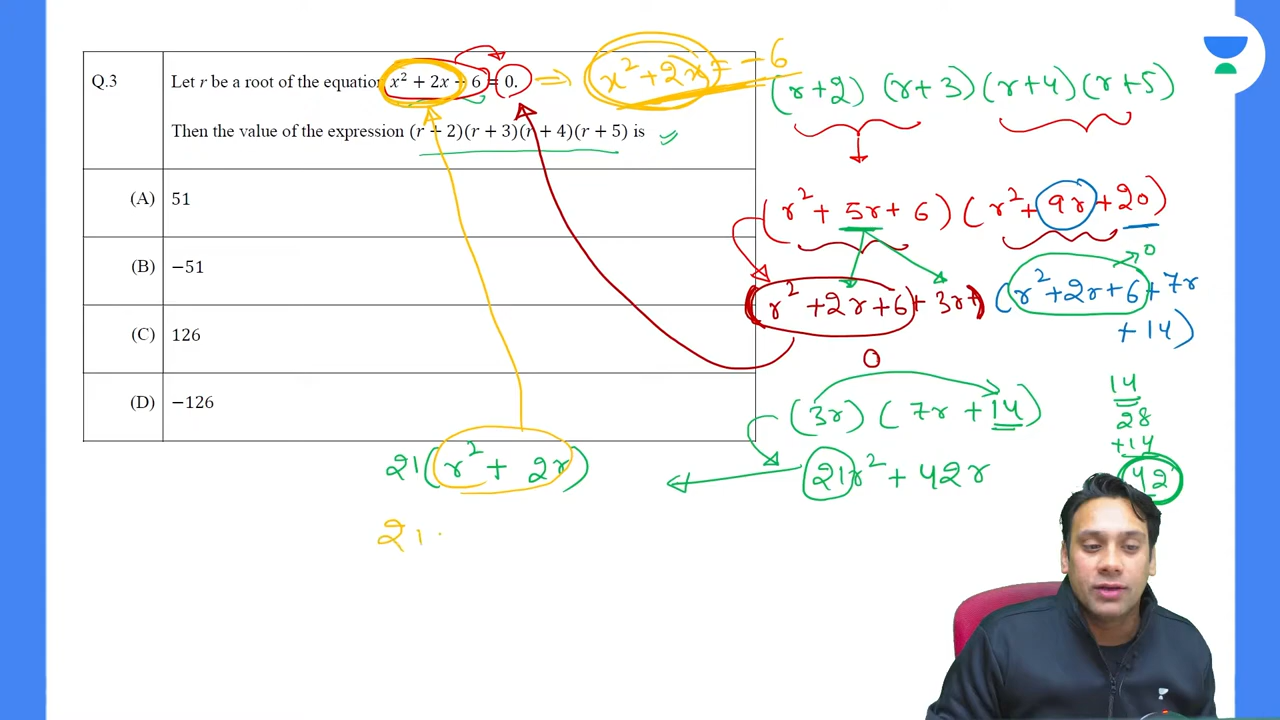 Q.3
Let r be a root of the equation x² + 2x + 6 = 0.
Then the value of the expression (r + 2)(r + 3)(r + 4)(r + 5) is
(A) 51
(B) −51
(C) 126
(D) −126
⇒ x² + 2x = −6
(r+2) (r+3) (r+4) (r+5)
(r² + 5r + 6) (r² + 9r + 20)
(r² + 2r + 6 + 3r) (r² + 2r + 6 + 7r
+ 14)
0
0
(3r) (7r + 14)
14
28
+14
42
21r² + 42r
21(r² + 2r)
21.